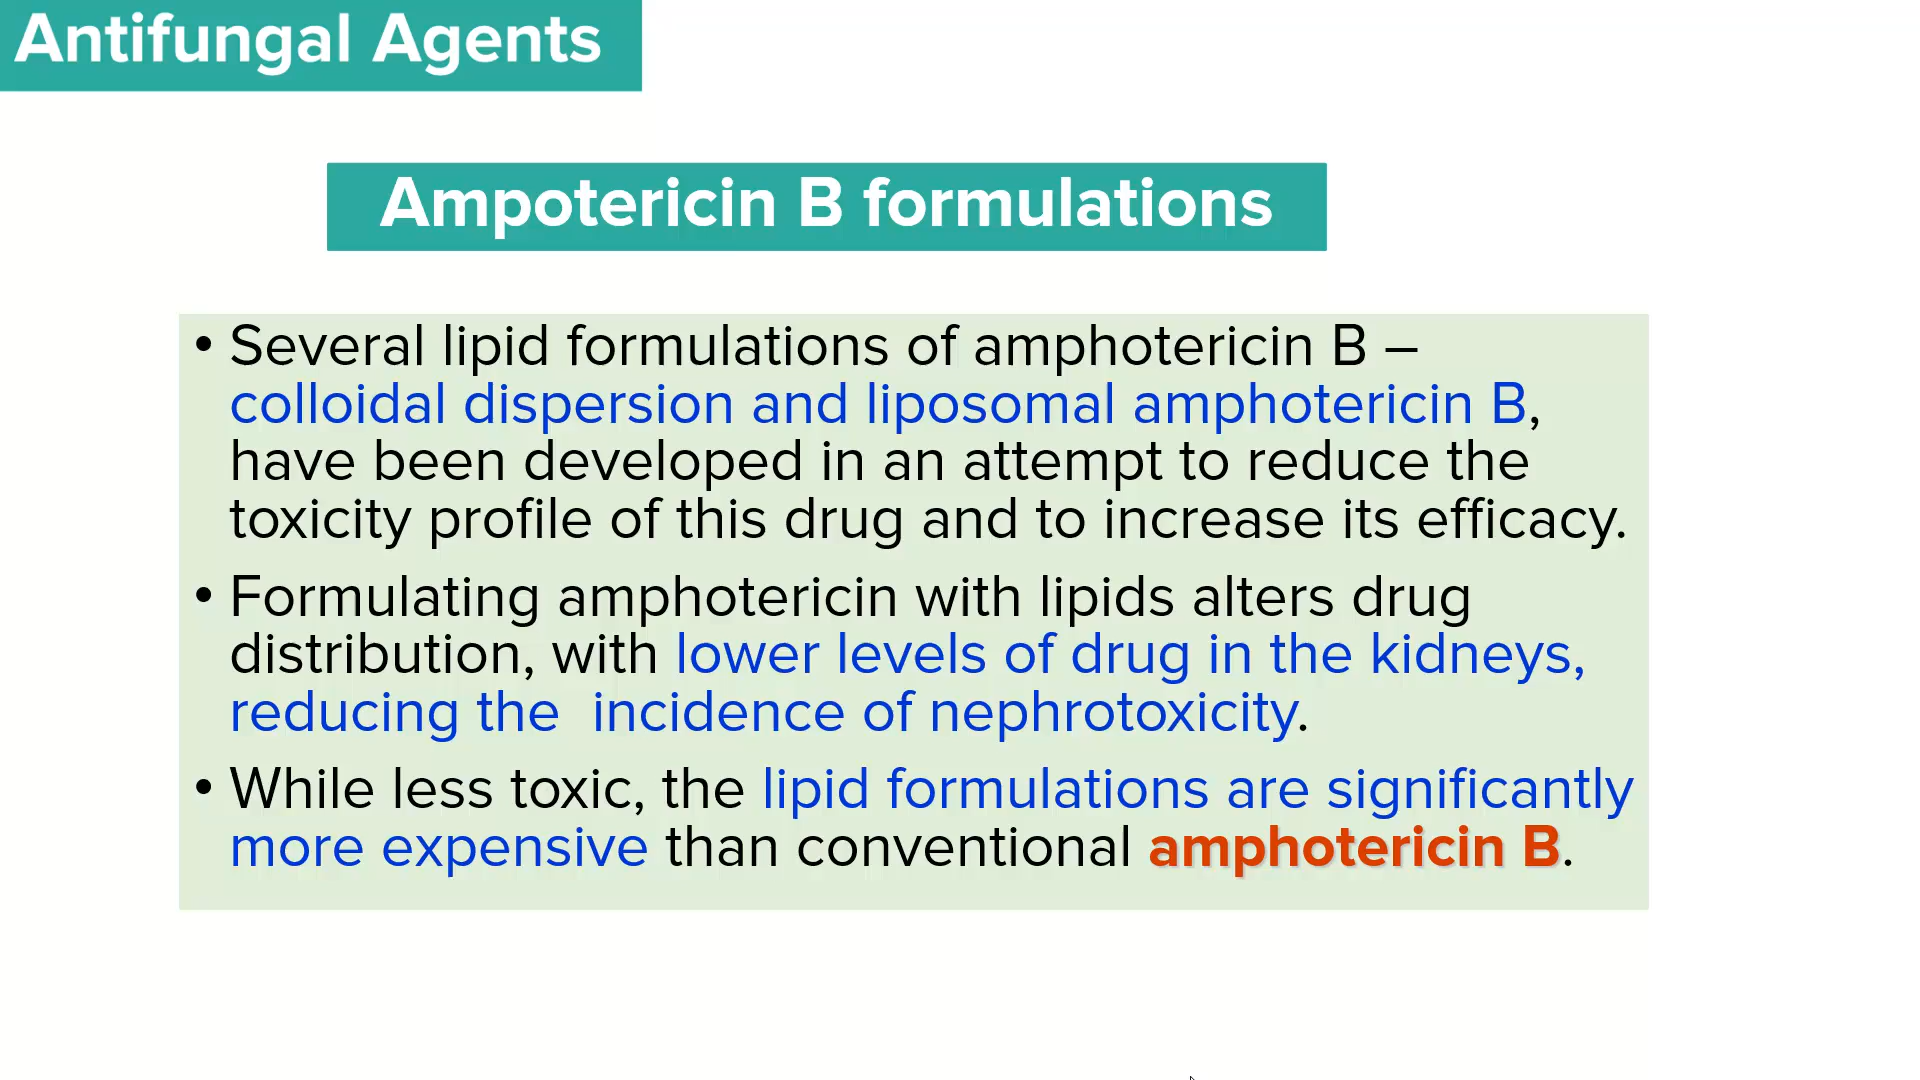 Antifungal Agents
Ampotericin B formulations
• Several lipid formulations of amphotericin B –
colloidal dispersion and liposomal amphotericin B,
have been developed in an attempt to reduce the
toxicity profile of this drug and to increase its efficacy.
• Formulating amphotericin with lipids alters drug
distribution, with lower levels of drug in the kidneys,
reducing the  incidence of nephrotoxicity.
• While less toxic, the lipid formulations are significantly
more expensive than conventional amphotericin B.